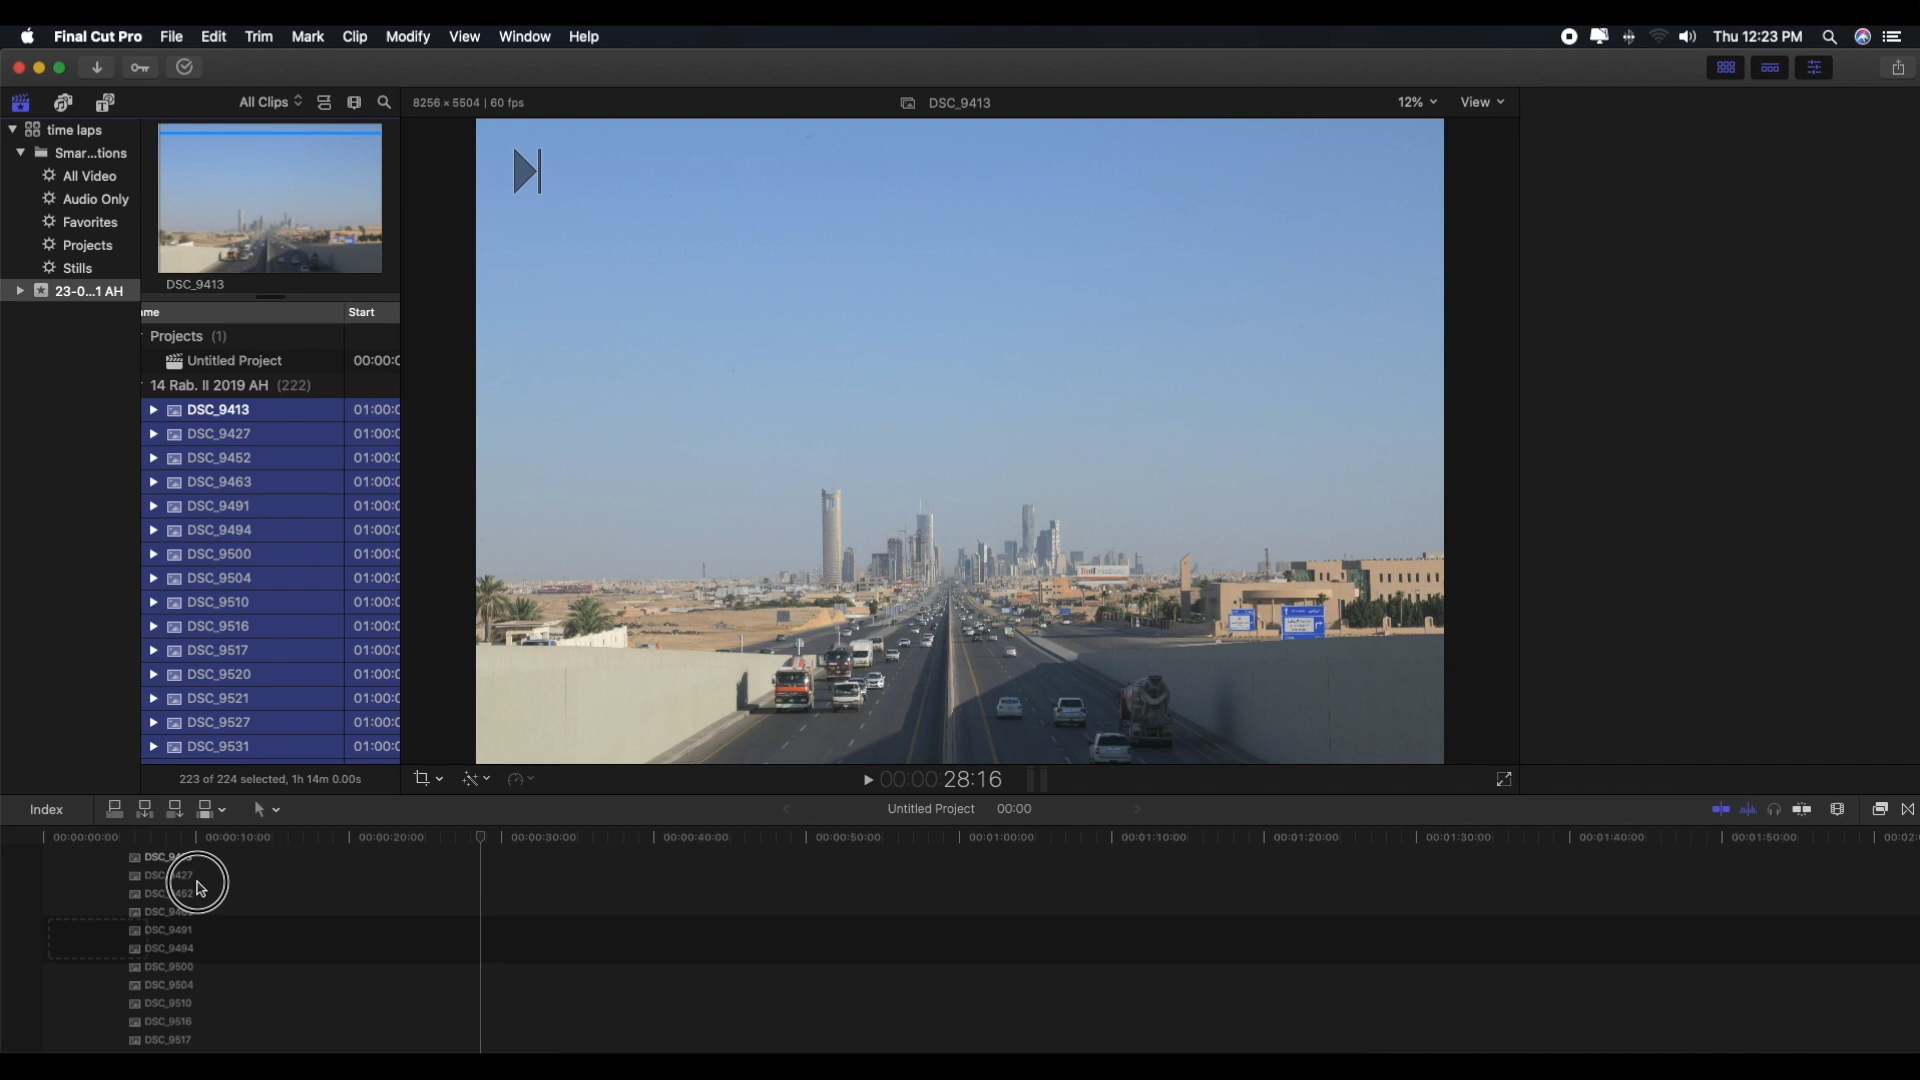 Final Cut Pro File Edit Trim Mark Clip Modify View Window Help Thu 12:23 PM
All Clips 8256 × 5504 | 60 fps DSC_9413 12% View
time laps
Smar...tions
All Video
Audio Only
Favorites
Projects
Stills
23-0...1 AH
DSC_9413
ame Start
Projects (1)
Untitled Project 00:00:0
14 Rab. II 2019 AH (222)
DSC_9413 01:00:0
DSC_9427 01:00:0
DSC_9452 01:00:0
DSC_9463 01:00:0
DSC_9491 01:00:0
DSC_9494 01:00:0
DSC_9500 01:00:0
DSC_9504 01:00:0
DSC_9510 01:00:0
DSC_9516 01:00:0
DSC_9517 01:00:0
DSC_9520 01:00:0
DSC_9521 01:00:0
DSC_9527 01:00:0
DSC_9531 01:00:0
223 of 224 selected, 1h 14m 0.00s
00:00:28:16
Index Untitled Project 00:00
00:00:00:00 00:00:10:00 00:00:20:00 00:00:30:00 00:00:40:00 00:00:50:00 00:01:00:00 00:01:10:00 00:01:20:00 00:01:30:00 00:01:40:00 00:01:50:00 00:02:
DSC_9413
DSC_9427
DSC_9452
DSC_9463
DSC_9491
DSC_9494
DSC_9500
DSC_9504
DSC_9510
DSC_9516
DSC_9517